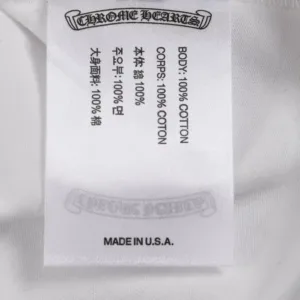 CHROME HEARTS
BODY: 100% COTTON
CORPS: 100% COTON
本体: 綿 100%
주요부: 100% 면
大身面料: 100% 棉
MADE IN U.S.A.